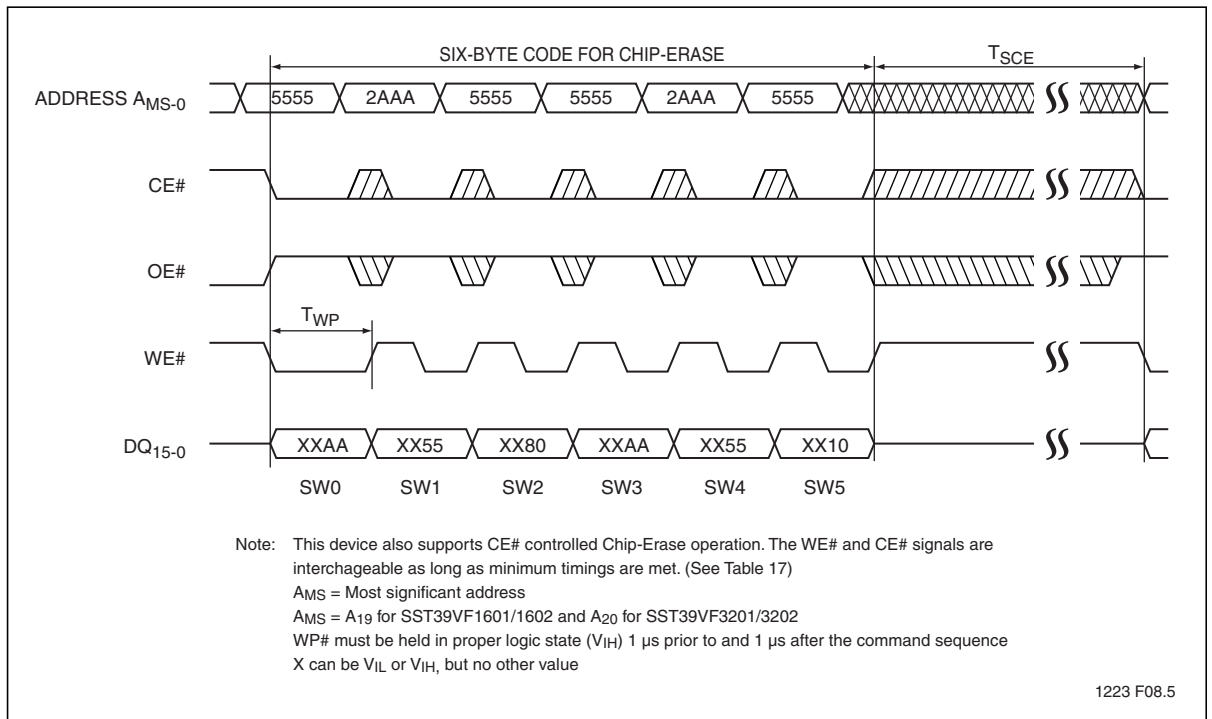 SIX-BYTE CODE FOR CHIP-ERASE TSCE
ADDRESS AMS-0 5555 2AAA 5555 5555 2AAA 5555
CE#
OE#
TWP
WE#
DQ15-0 XXAA XX55 XX80 XXAA XX55 XX10
SW0 SW1 SW2 SW3 SW4 SW5
Note: This device also supports CE# controlled Chip-Erase operation. The WE# and CE# signals are
interchageable as long as minimum timings are met. (See Table 17)
AMS = Most significant address
AMS = A19 for SST39VF1601/1602 and A20 for SST39VF3201/3202
WP# must be held in proper logic state (VIH) 1 µs prior to and 1 µs after the command sequence
X can be VIL or VIH, but no other value
1223 F08.5